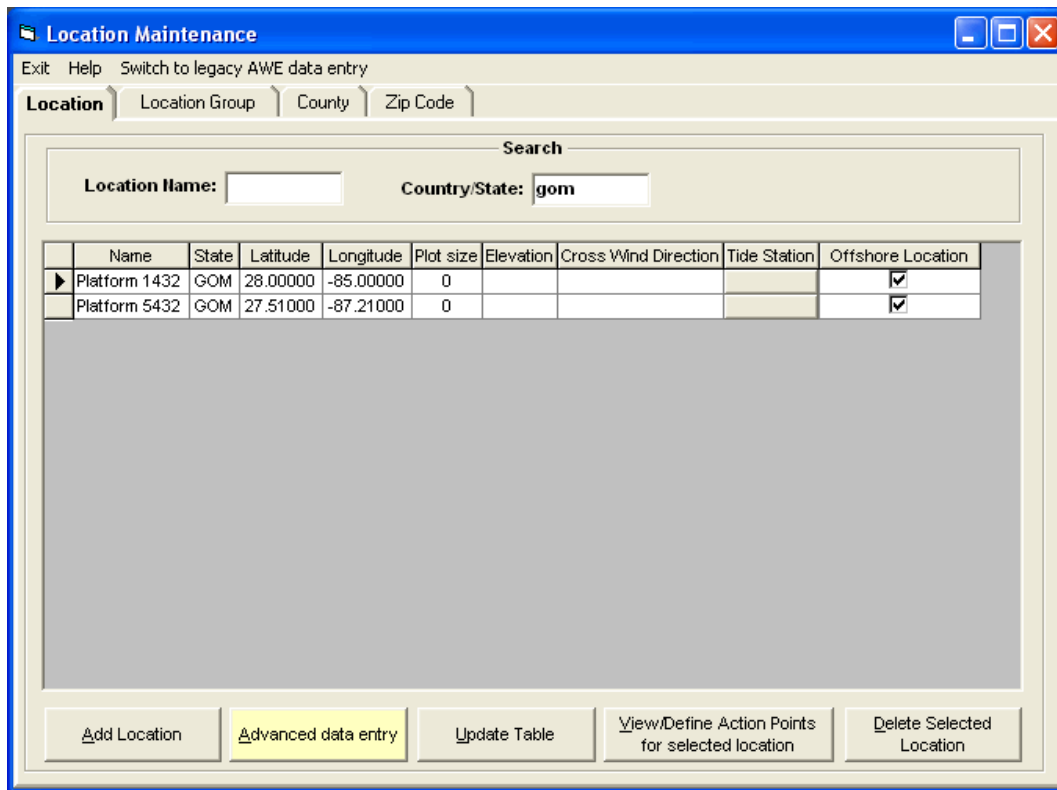 Location Maintenance
Exit Help Switch to legacy AWE data entry
Location Location Group County Zip Code
Search
Location Name: Country/State: gom
Name State Latitude Longitude Plot size Elevation Cross Wind Direction Tide Station Offshore Location
Platform 1432 GOM 28.00000 -85.00000 0
Platform 5432 GOM 27.51000 -87.21000 0
Add Location Advanced data entry Update Table View/Define Action Points for selected location Delete Selected Location